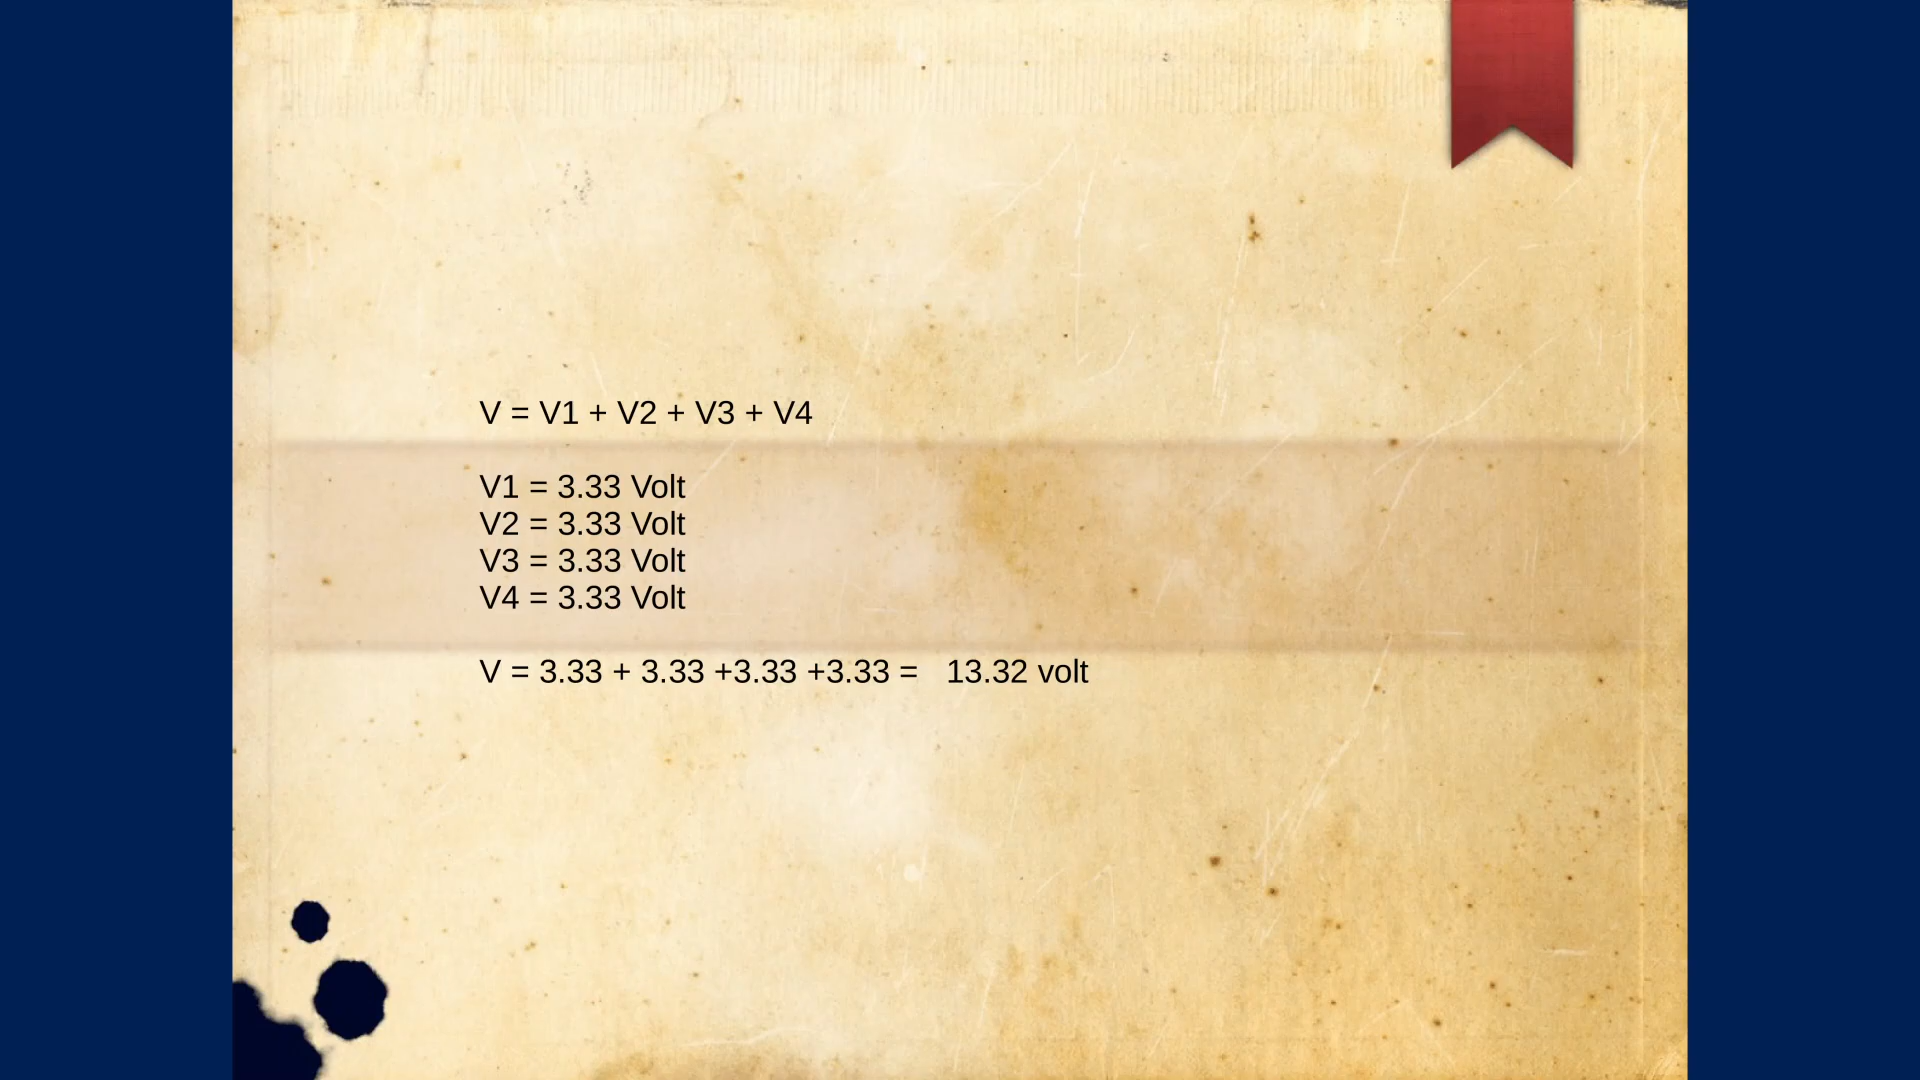 V = V1 + V2 + V3 + V4
V1 = 3.33 Volt
V2 = 3.33 Volt
V3 = 3.33 Volt
V4 = 3.33 Volt
V = 3.33 + 3.33 +3.33 +3.33 =   13.32 volt